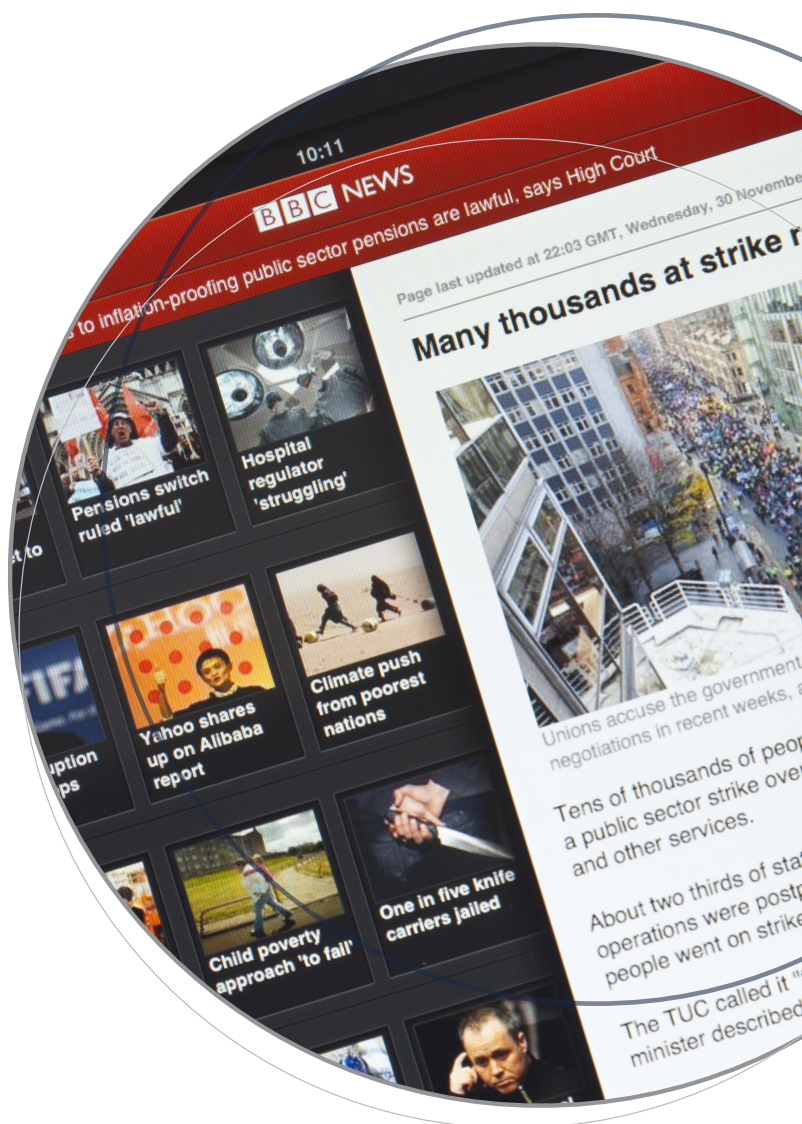 10:11
BBC NEWS
to inflation-proofing public sector pensions are lawful, says High Court
Page last updated at 22:03 GMT, Wednesday, 30 November
Many thousands at strike
Unions accuse the government
negotiations in recent weeks,
Tens of thousands of
a public sector strike over
and other services.
About two thirds of
operations were
people went on strike
The TUC called it
minister described
Pensions switch
ruled 'lawful'
Hospital
regulator
'struggling'
to
FIFA
Yahoo shares
up on Alibaba
report
Climate push
from poorest
nations
Child poverty
approach 'to fall'
One in five knife
carriers jailed